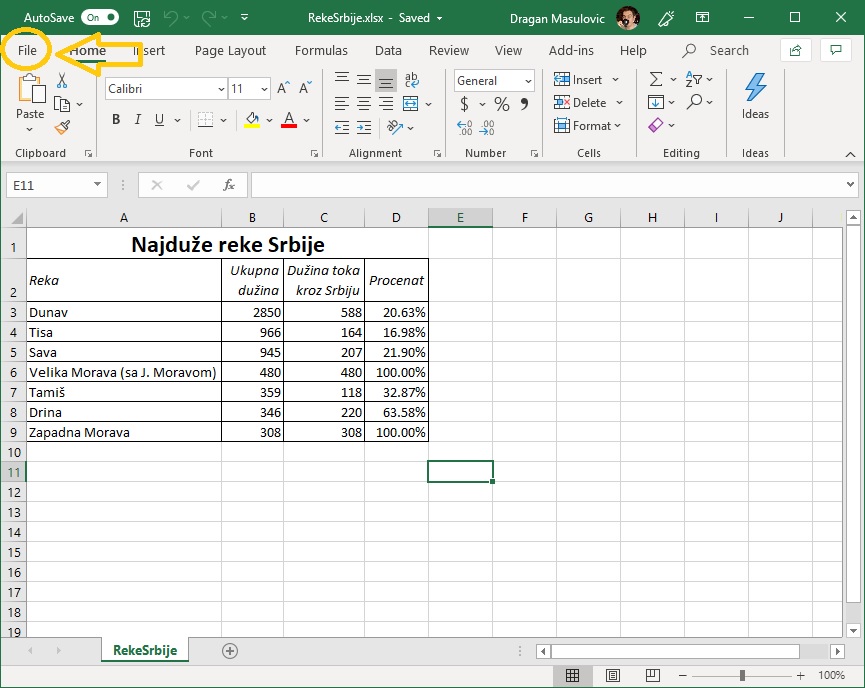 AutoSave On RekeSrbije.xlsx - Saved Dragan Masulovic
File Home Insert Page Layout Formulas Data Review View Add-ins Help Search
Calibri 11 General Insert
Paste B I U $ % Delete Ideas
Format
Clipboard Font Alignment Number Cells Editing Ideas
E11 fx
A B C D E F G H I J
1 Najduže reke Srbije
2 Reka Ukupna dužina Dužina toka kroz Srbiju Procenat
3 Dunav 2850 588 20.63%
4 Tisa 966 164 16.98%
5 Sava 945 207 21.90%
6 Velika Morava (sa J. Moravom) 480 480 100.00%
7 Tamiš 359 118 32.87%
8 Drina 346 220 63.58%
9 Zapadna Morava 308 308 100.00%
10
11
12
13
14
15
16
17
18
19
RekeSrbije
100%